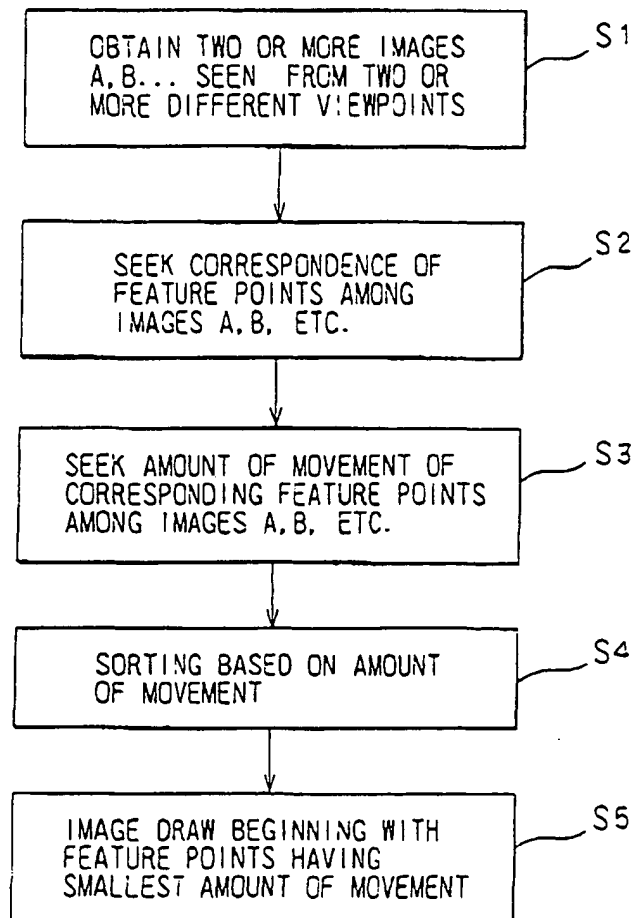 OBTAIN TWO OR MORE IMAGES
A,B... SEEN FROM TWO OR
MORE DIFFERENT VIEWPOINTS
S1
SEEK CORRESPONDENCE OF
FEATURE POINTS AMONG
IMAGES A,B, ETC.
S2
SEEK AMOUNT OF MOVEMENT OF
CORRESPONDING FEATURE POINTS
AMONG IMAGES A,B, ETC.
S3
SORTING BASED ON AMOUNT
OF MOVEMENT
S4
IMAGE DRAW BEGINNING WITH
FEATURE POINTS HAVING
SMALLEST AMOUNT OF MOVEMENT
S5